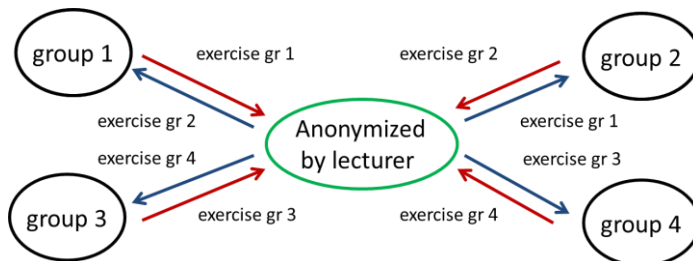 group 1
exercise gr 1
exercise gr 2
group 2
exercise gr 2
exercise gr 1
Anonymized
by lecturer
exercise gr 4
group 3
exercise gr 3
exercise gr 3
exercise gr 4
group 4